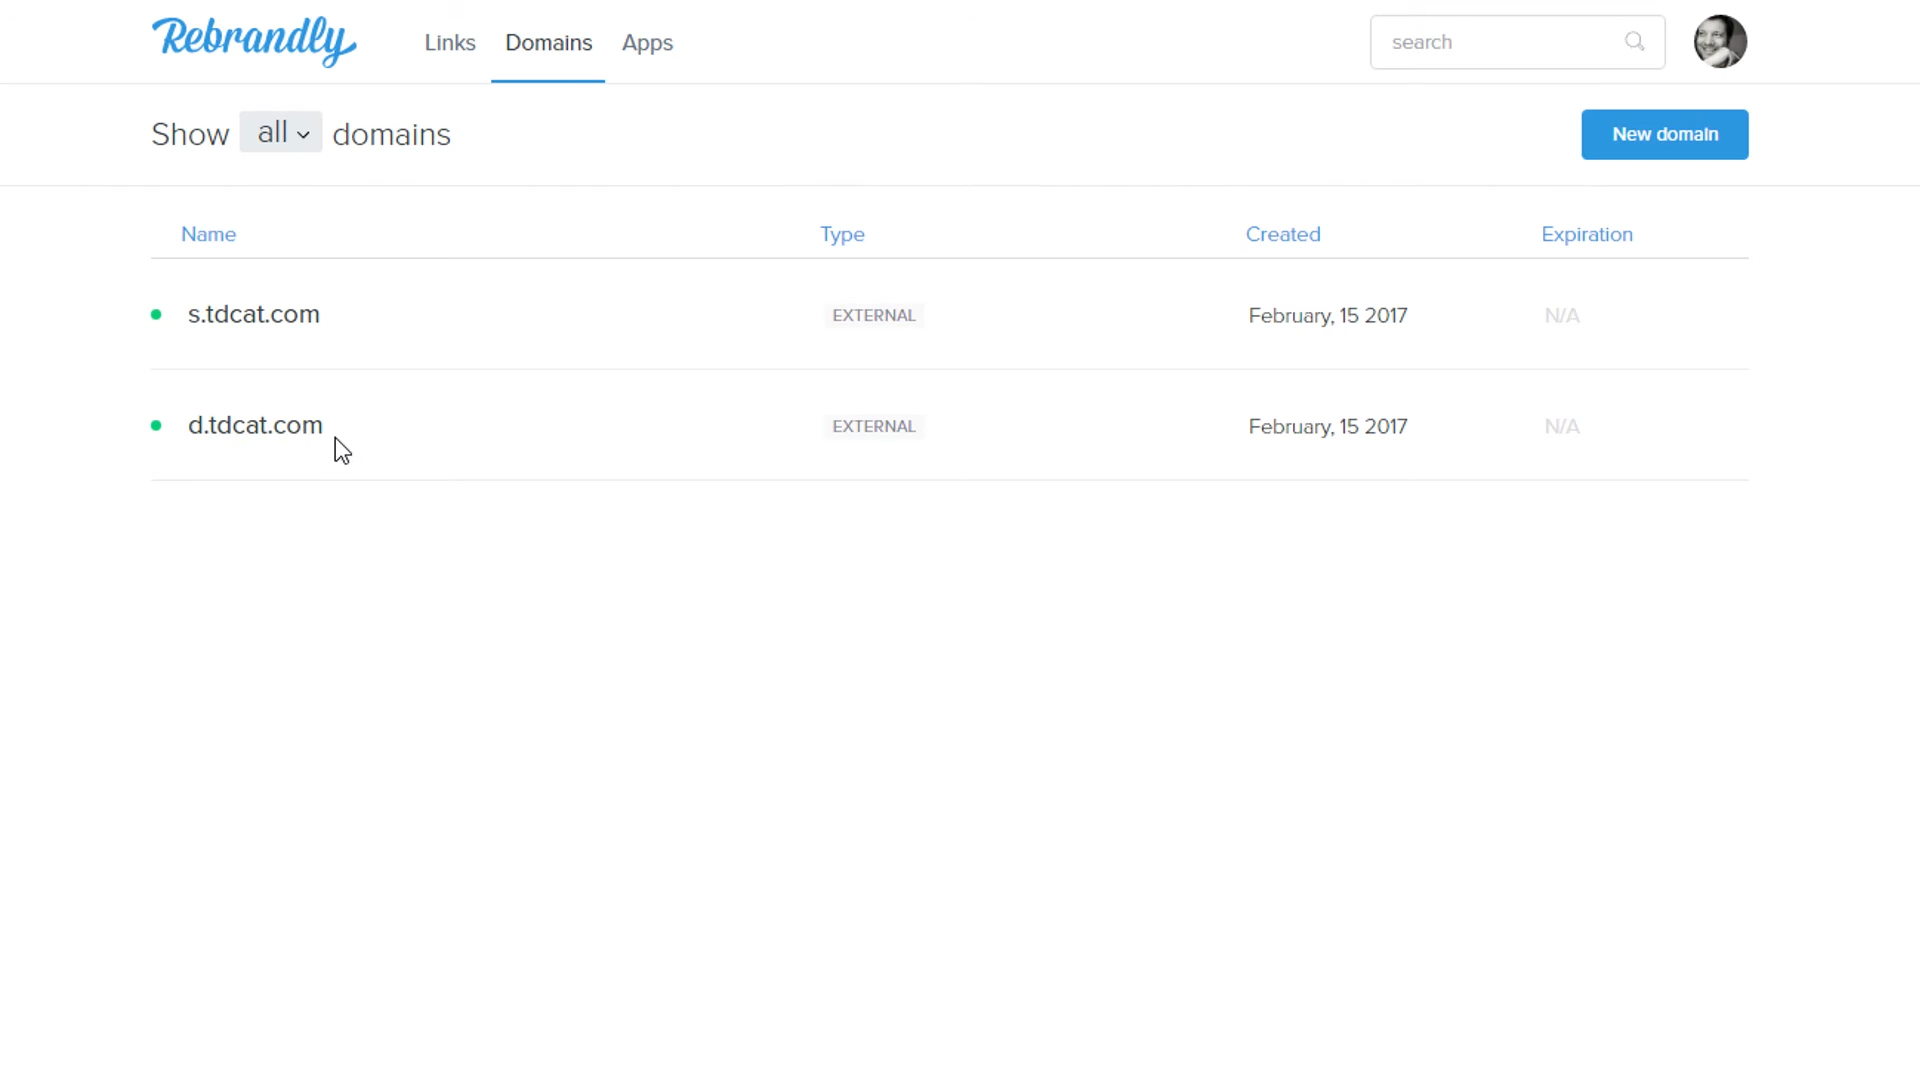 Rebrandly Links Domains Apps search
Show all domains New domain
Name Type Created Expiration
s.tdcat.com EXTERNAL February, 15 2017 N/A
d.tdcat.com EXTERNAL February, 15 2017 N/A